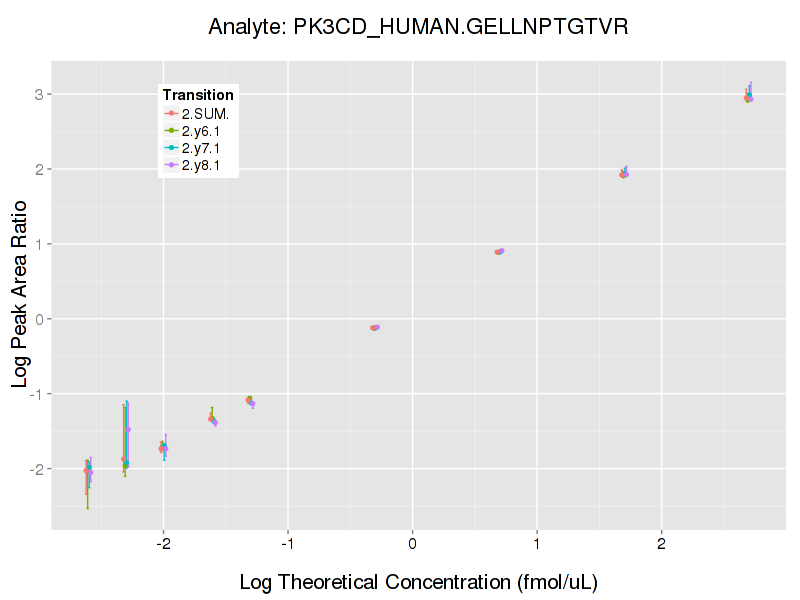 Analyte: PK3CD_HUMAN.GELLNPTGTVR
Log Peak Area Ratio
3
2
1
0
-1
-2
Transition
2.SUM.
2.y6.1
2.y7.1
2.y8.1
-2 -1 0 1 2
Log Theoretical Concentration (fmol/uL)